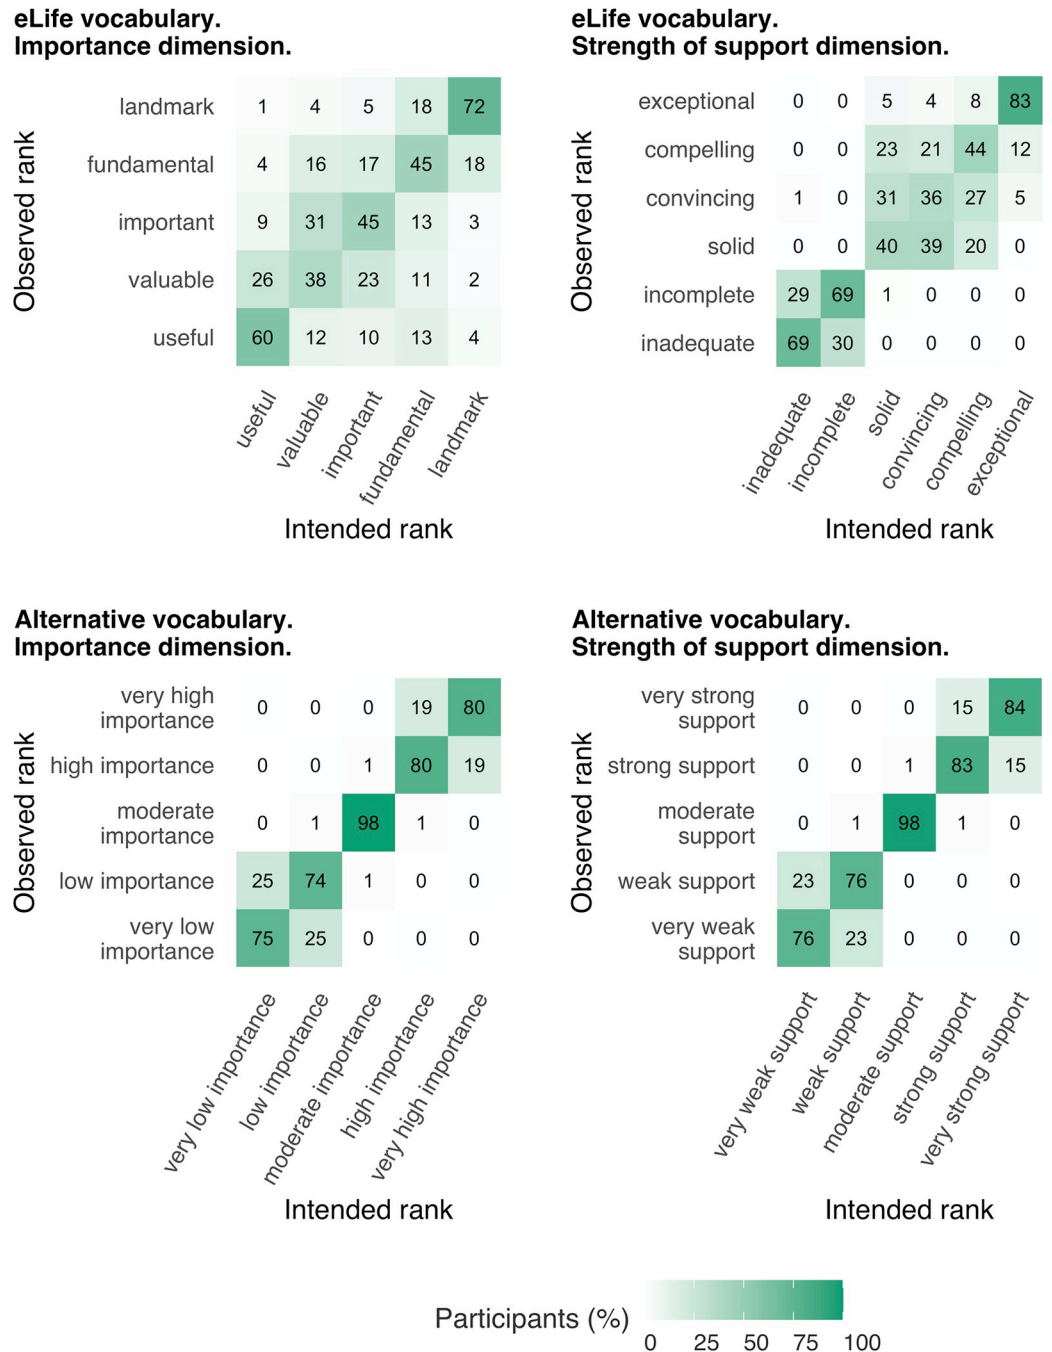 eLife vocabulary.
Importance dimension.
Observed rank
landmark 1 4 5 18 72
fundamental 4 16 17 45 18
important 9 31 45 13 3
valuable 26 38 23 11 2
useful 60 12 10 13 4
useful valuable important fundamental landmark
Intended rank
eLife vocabulary.
Strength of support dimension.
Observed rank
exceptional 0 0 5 4 8 83
compelling 0 0 23 21 44 12
convincing 1 0 31 36 27 5
solid 0 0 40 39 20 0
incomplete 29 69 1 0 0 0
inadequate 69 30 0 0 0 0
inadequate incomplete solid convincing compelling exceptional
Intended rank
Alternative vocabulary.
Importance dimension.
Observed rank
very high
importance 0 0 0 19 80
high importance 0 0 1 80 19
moderate
importance 0 1 98 1 0
low importance 25 74 1 0 0
very low
importance 75 25 0 0 0
very low importance low importance moderate importance high importance very high importance
Intended rank
Alternative vocabulary.
Strength of support dimension.
Observed rank
very strong
support 0 0 0 15 84
strong support 0 0 1 83 15
moderate
support 0 1 98 1 0
weak support 23 76 0 0 0
very weak
support 76 23 0 0 0
very weak support weak support moderate support strong support very strong support
Intended rank
Participants (%)
0 25 50 75 100